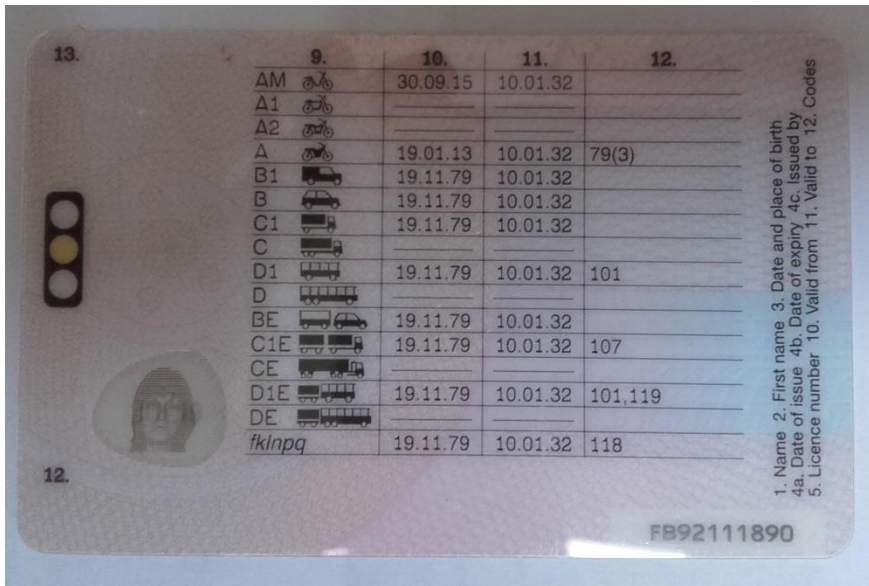 13. 9. 10. 11. 12.
AM 30.09.15 10.01.32
A1
A2
A 19.01.13 10.01.32 79(3)
B1 19.11.79 10.01.32
B 19.11.79 10.01.32
C1 19.11.79 10.01.32
C
D1 19.11.79 10.01.32 101
D
BE 19.11.79 10.01.32
C1E 19.11.79 10.01.32 107
CE
D1E 19.11.79 10.01.32 101,119
DE
fklnpq 19.11.79 10.01.32 118
12.
1. Name 2. First name 3. Date and place of birth
4a. Date of issue 4b. Date of expiry 4c. Issued by
5. Licence number 10. Valid from 11. Valid to 12. Codes
FB92111890